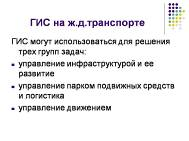 ГИС на ж.д.транспорте
ГИС могут использоваться для решения
трех групп задач:
управление инфраструктурой и ее
развитие
управление парком подвижных средств
и логистика
управление движением